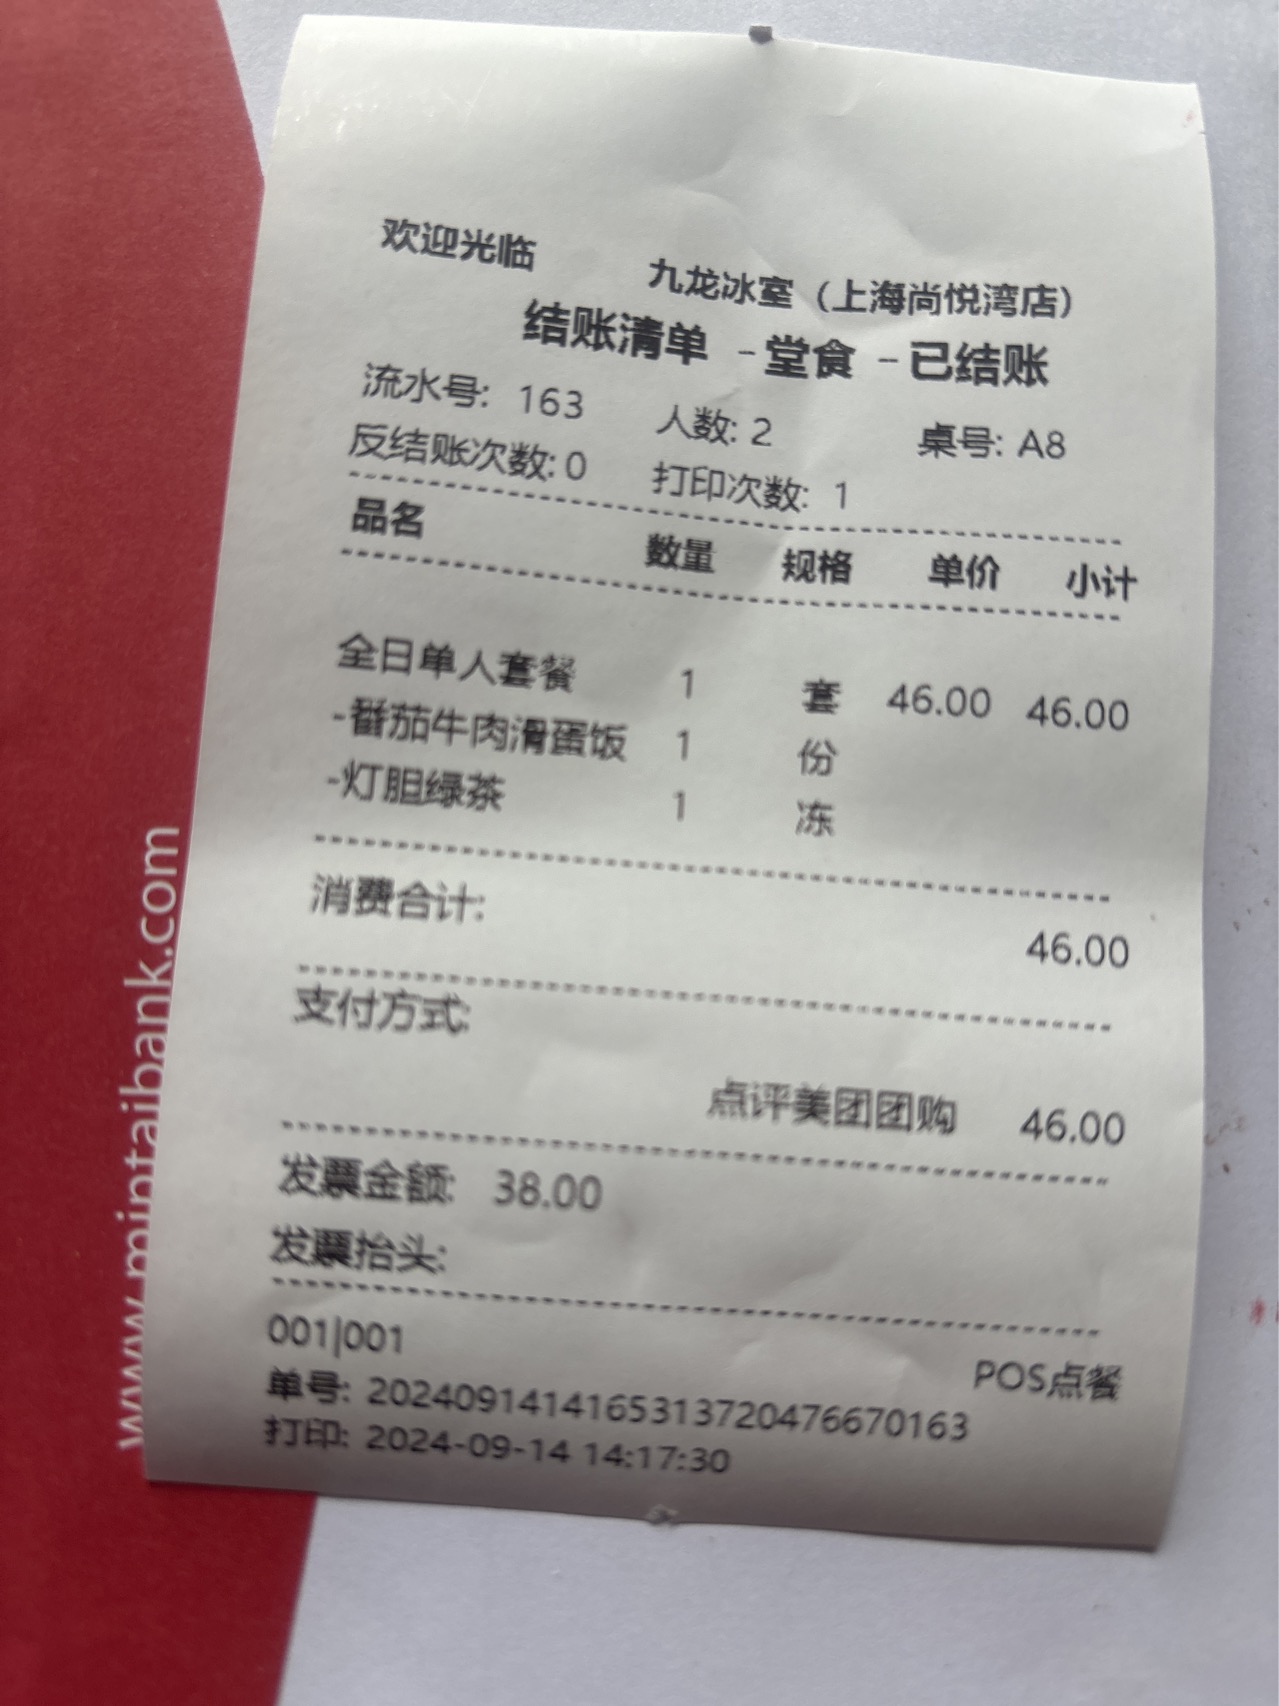 欢迎光临
九龙冰室（上海尚悦湾店）
结账清单 -堂食 -已结账
流水号: 163 人数: 2 桌号: A8
反结账次数: 0 打印次数: 1
品名 数量 规格 单价 小计
全日单人套餐 1 套 46.00 46.00
-番茄牛肉滑蛋饭 1 份
-灯胆绿茶 1 冻
消费合计:
46.00
支付方式:
点评美团团购 46.00
发票金额: 38.00
发票抬头:
001|001
POS点餐
单号: 20240914141653137204766​70163
打印: 2024-09-14 14:17:30
www.mintaibank.com